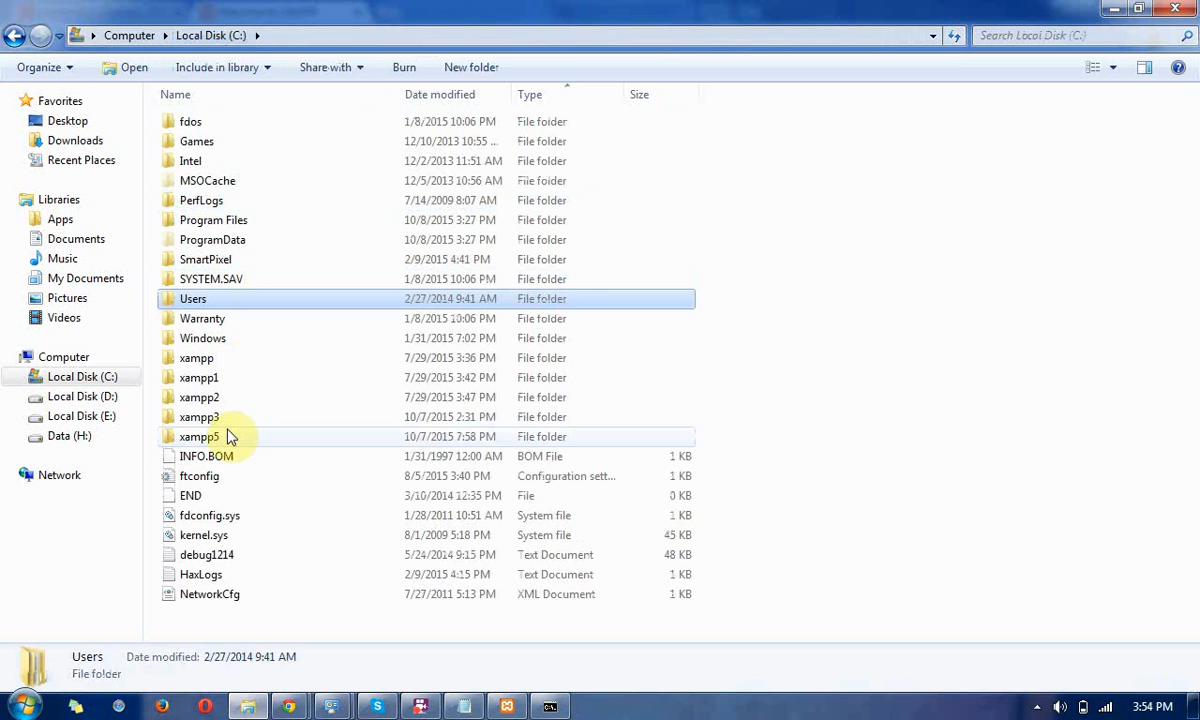 Computer Local Disk (C:) Search Local Disk (C:)
Organize Open Include in library Share with Burn New folder
Name Date modified Type Size
Favorites
Desktop
Downloads
Recent Places
Libraries
Apps
Documents
Music
My Documents
Pictures
Videos
Computer
Local Disk (C:)
Local Disk (D:)
Local Disk (E:)
Data (H:)
Network
fdos 1/8/2015 10:06 PM File folder
Games 12/10/2013 10:55 ... File folder
Intel 12/2/2013 11:51 AM File folder
MSOCache 12/5/2013 10:56 AM File folder
PerfLogs 7/14/2009 8:07 AM File folder
Program Files 10/8/2015 3:27 PM File folder
ProgramData 10/8/2015 3:27 PM File folder
SmartPixel 2/9/2015 4:41 PM File folder
SYSTEM.SAV 1/8/2015 10:06 PM File folder
Users 2/27/2014 9:41 AM File folder
Warranty 1/8/2015 10:06 PM File folder
Windows 1/31/2015 7:02 PM File folder
xampp 7/29/2015 3:36 PM File folder
xampp1 7/29/2015 3:42 PM File folder
xampp2 7/29/2015 3:47 PM File folder
xampp3 10/7/2015 2:31 PM File folder
xampp5 10/7/2015 7:58 PM File folder
INFO.BOM 1/31/1997 12:00 AM BOM File 1 KB
ftconfig 8/5/2015 3:40 PM Configuration sett... 1 KB
END 3/10/2014 12:35 PM File 0 KB
fdconfig.sys 1/28/2011 10:51 AM System file 1 KB
kernel.sys 8/1/2009 5:18 PM System file 45 KB
debug1214 5/24/2014 9:15 PM Text Document 48 KB
HaxLogs 2/9/2015 4:15 PM Text Document 1 KB
NetworkCfg 7/27/2011 5:13 PM XML Document 1 KB
Users Date modified: 2/27/2014 9:41 AM
File folder
3:54 PM